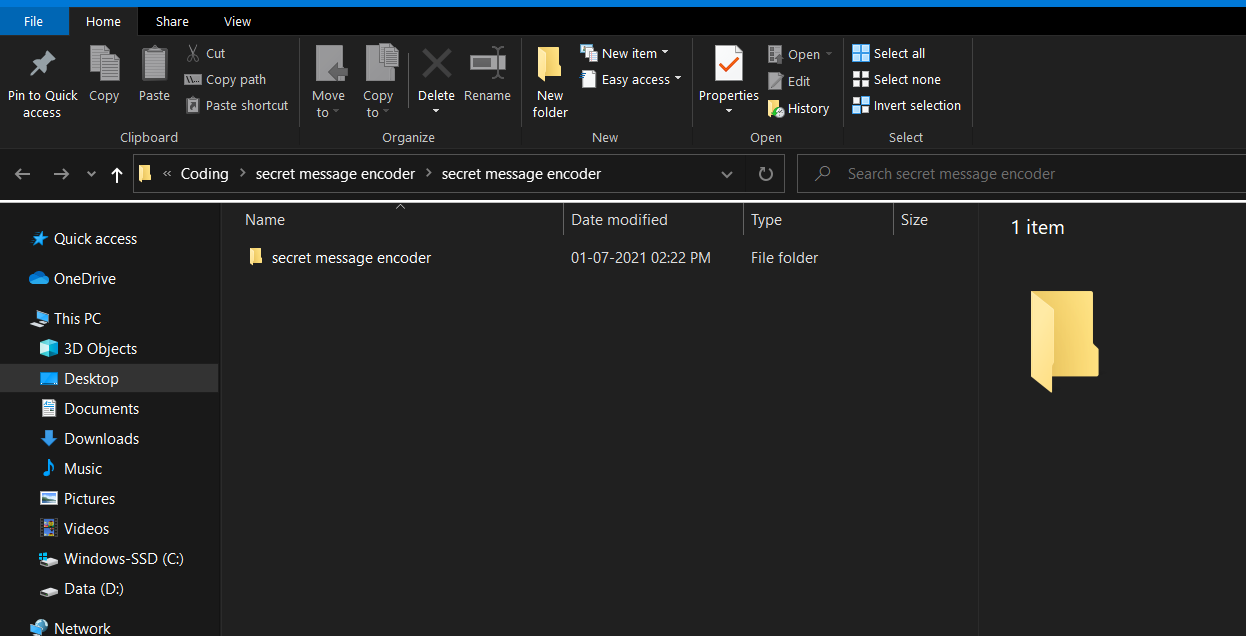 File Home Share View
Pin to Quick access
Copy
Paste
Cut
Copy path
Paste shortcut
Clipboard
Move to
Copy to
Delete
Rename
Organize
New folder
New item
Easy access
New
Properties
Open
Edit
History
Open
Select all
Select none
Invert selection
Select
« Coding > secret message encoder > secret message encoder
Search secret message encoder
Name Date modified Type Size
secret message encoder 01-07-2021 02:22 PM File folder
1 item
Quick access
OneDrive
This PC
3D Objects
Desktop
Documents
Downloads
Music
Pictures
Videos
Windows-SSD (C:)
Data (D:)
Network